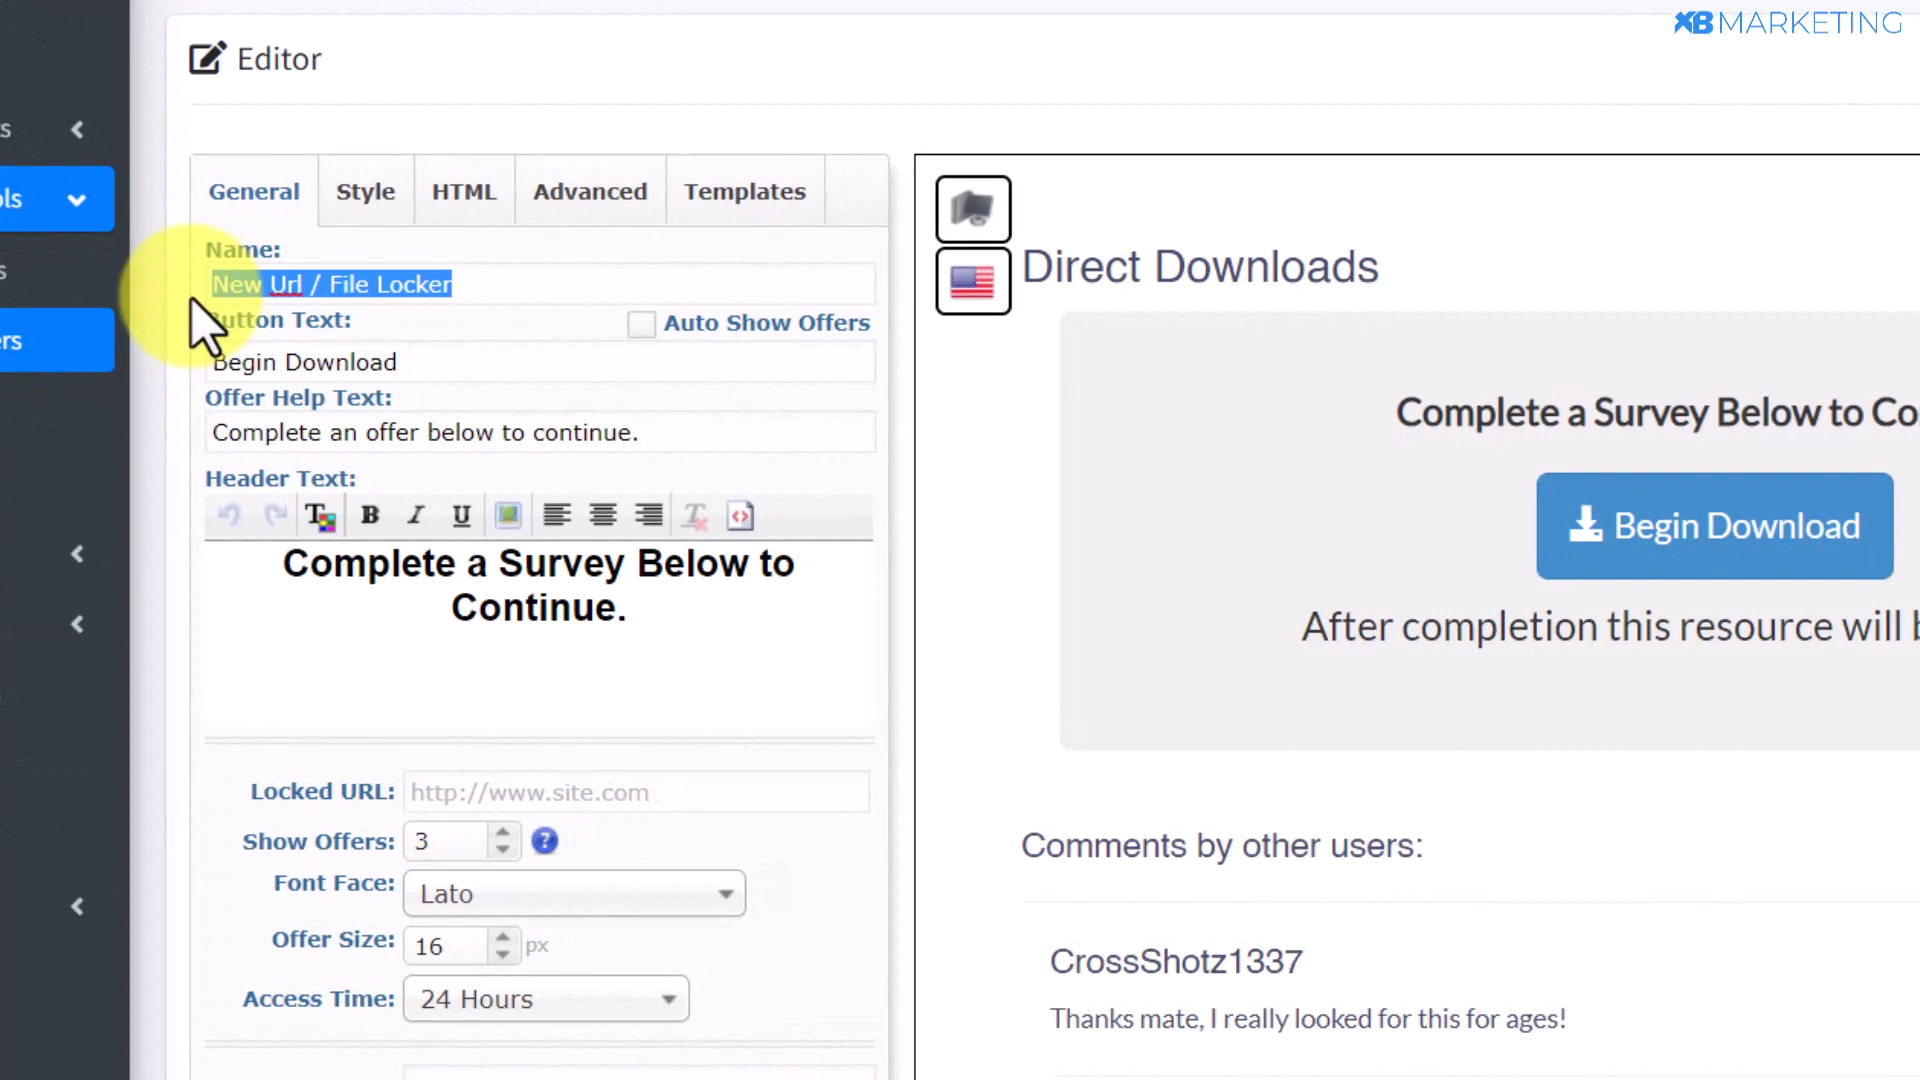 XB MARKETING
Editor
ts
ols
s
ers
General Style HTML Advanced Templates
Name:
New Url / File Locker
Button Text:
Auto Show Offers
Begin Download
Offer Help Text:
Complete an offer below to continue.
Header Text:
T B I U
Complete a Survey Below to
Continue.
Locked URL: http://www.site.com
Show Offers: 3 ?
Font Face: Lato
Offer Size: 16 px
Access Time: 24 Hours
Direct Downloads
Complete a Survey Below to Co
Begin Download
After completion this resource will b
Comments by other users:
CrossShotz1337
Thanks mate, I really looked for this for ages!